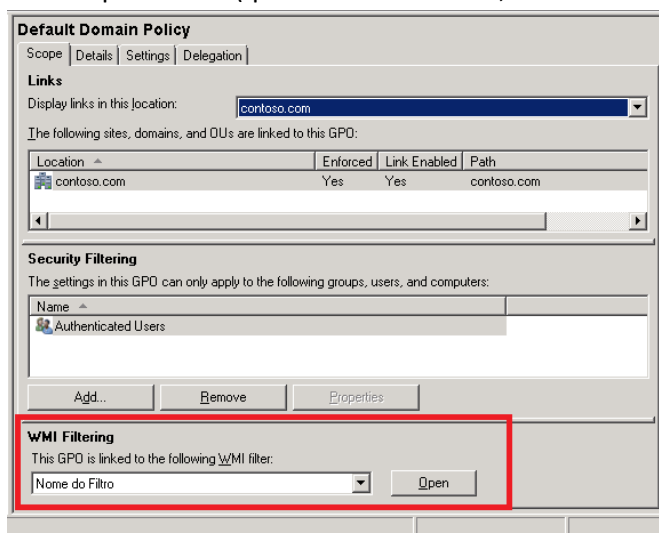 Default Domain Policy
Scope Details Settings Delegation
Links
Display links in this location: contoso.com
The following sites, domains, and OUs are linked to this GPO:
Location Enforced Link Enabled Path
contoso.com Yes Yes contoso.com
Security Filtering
The settings in this GPO can only apply to the following groups, users, and computers:
Name
Authenticated Users
Add... Remove Properties
WMI Filtering
This GPO is linked to the following WMI filter:
Nome do Filtro Open